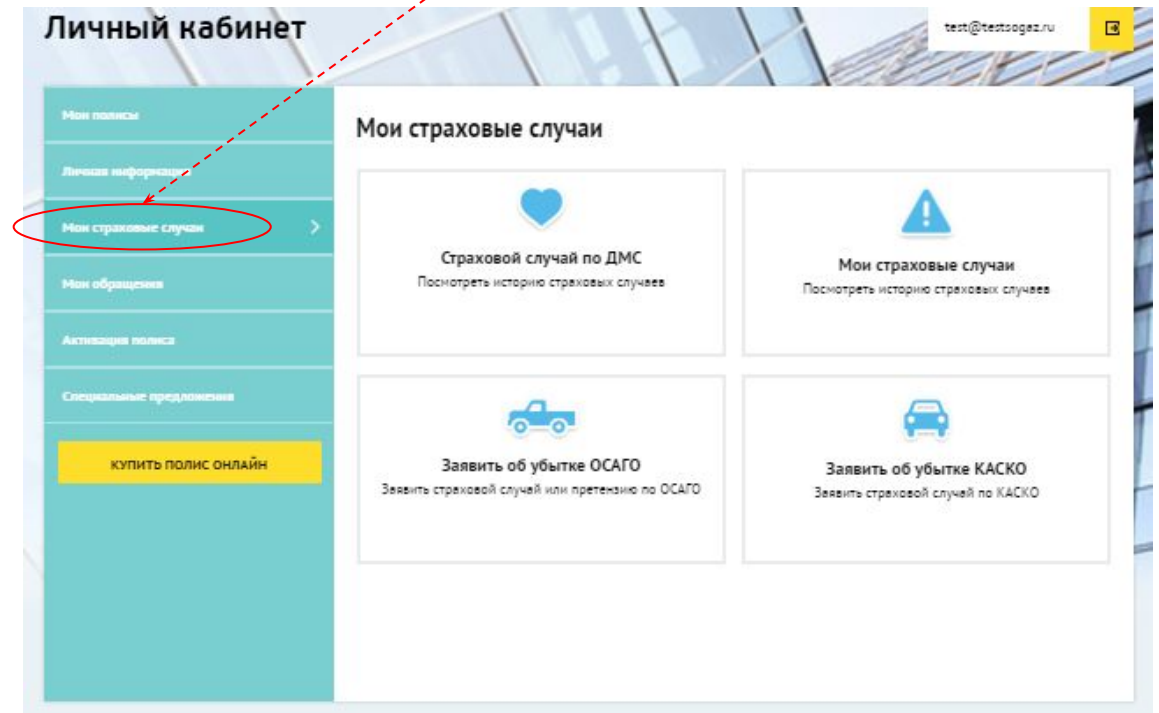 Личный кабинет
test@testsogaz.ru
Мои полисы
Личная информация
Мои страховые случаи
Мои обращения
Активация полиса
Специальные предложения
КУПИТЬ ПОЛИС ОНЛАЙН
Мои страховые случаи
Страховой случай по ДМС
Посмотреть историю страховых случаев
Мои страховые случаи
Посмотреть историю страховых случаев
Заявить об убытке ОСАГО
Заявить страховой случай или претензию по ОСАГО
Заявить об убытке КАСКО
Заявить страховой случай по КАСКО